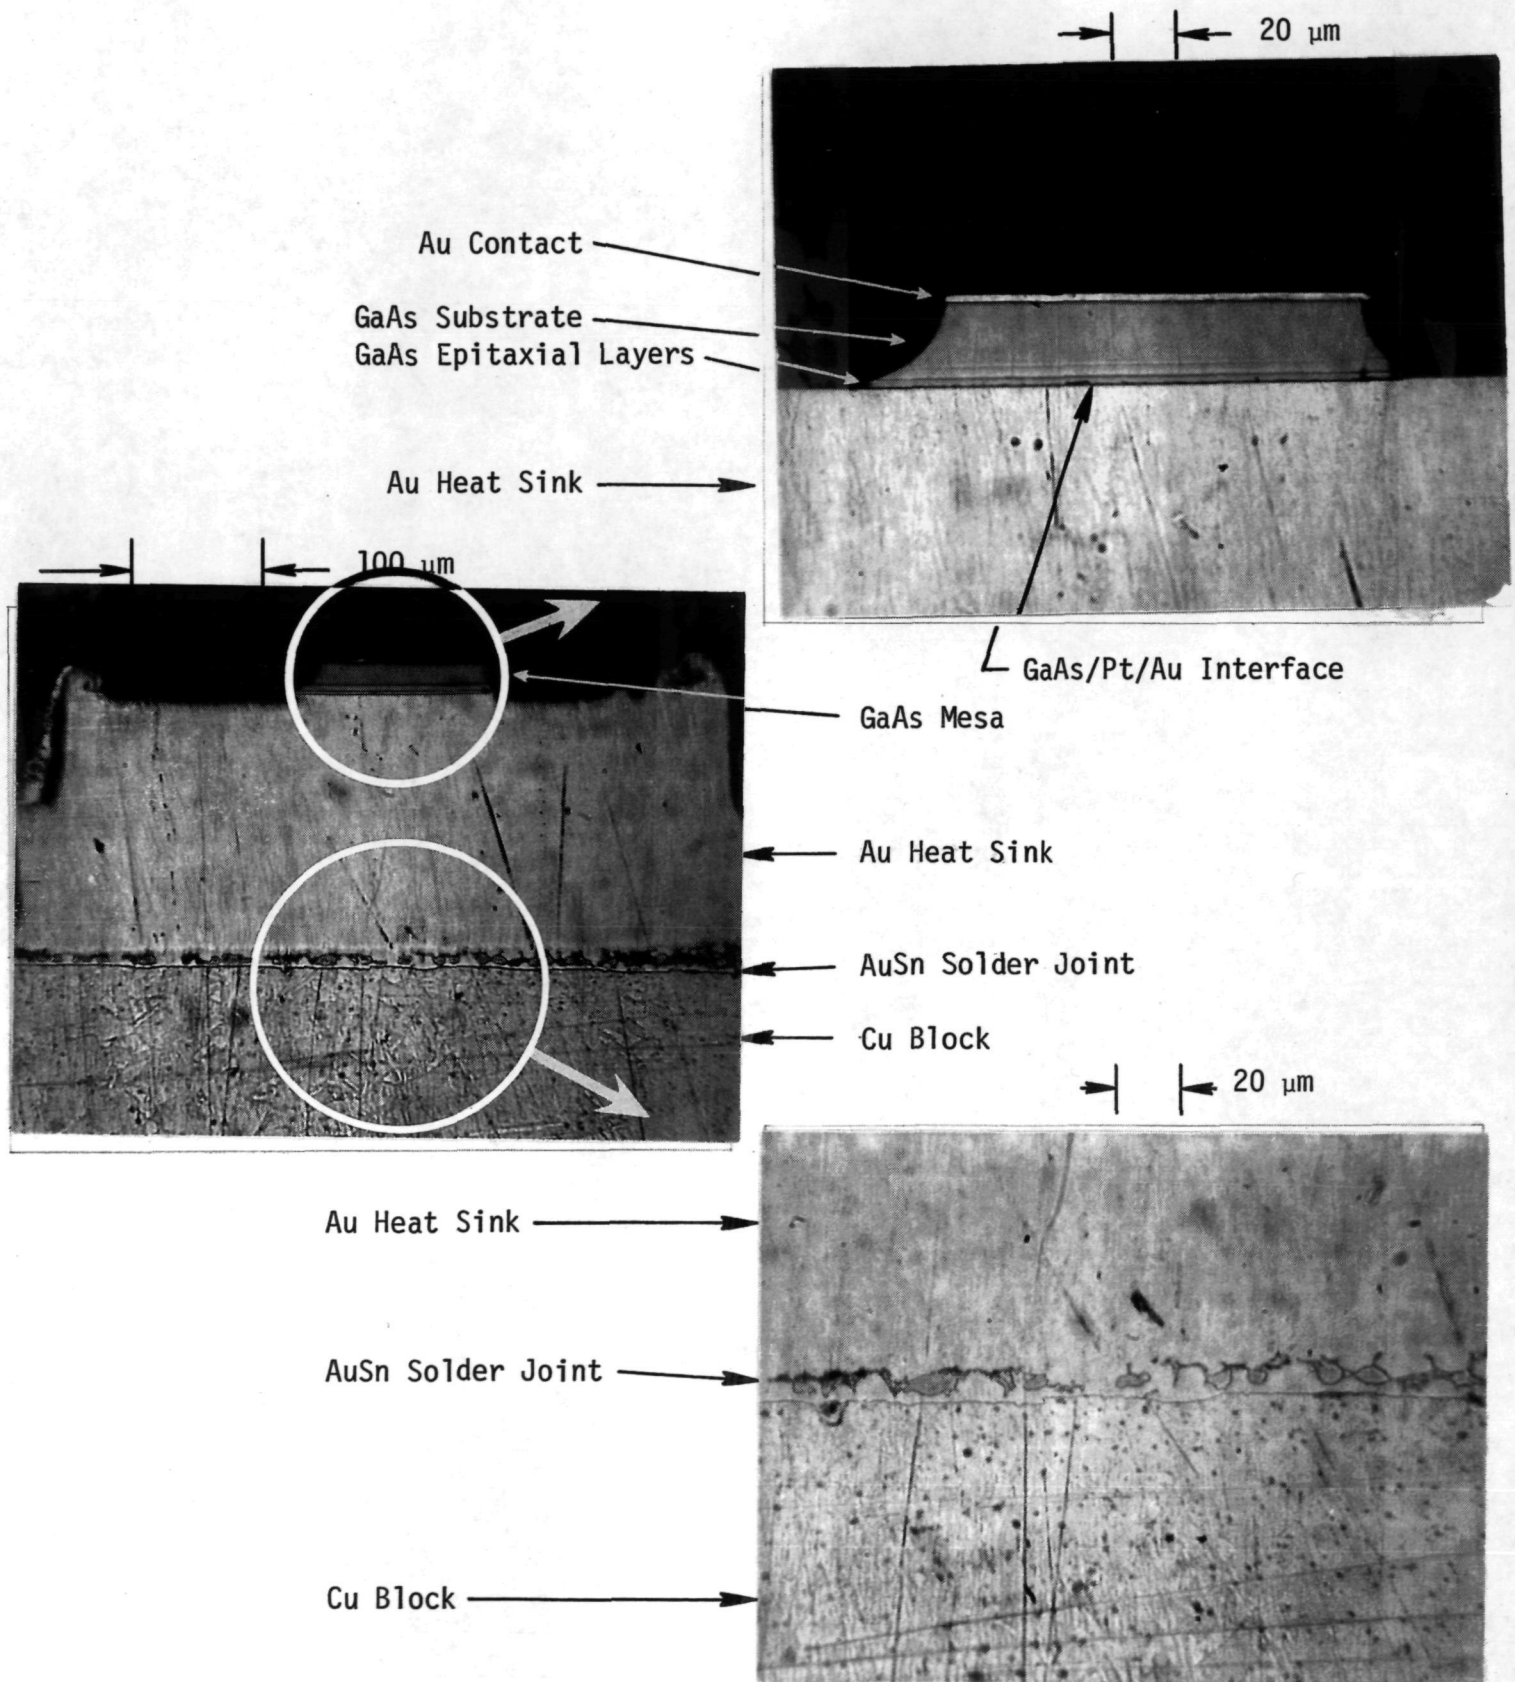 20 μm
Au Contact
GaAs Substrate
GaAs Epitaxial Layers
Au Heat Sink
100 μm
GaAs/Pt/Au Interface
GaAs Mesa
Au Heat Sink
AuSn Solder Joint
Cu Block
20 μm
Au Heat Sink
AuSn Solder Joint
Cu Block